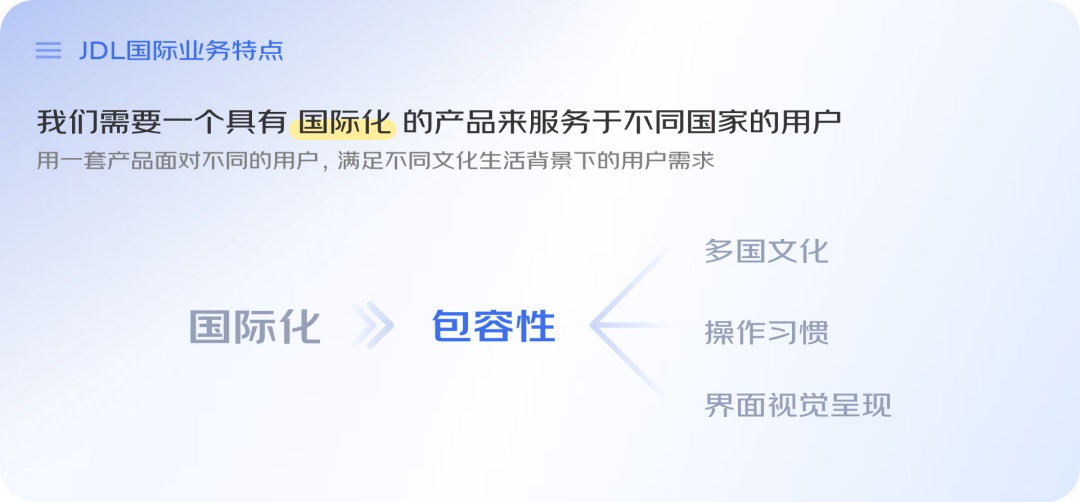 JDL国际业务特点
我们需要一个具有 国际化 的产品来服务于不同国家的用户
用一套产品面对不同的用户，满足不同文化生活背景下的用户需求
多国文化
国际化
包容性
操作习惯
界面视觉呈现